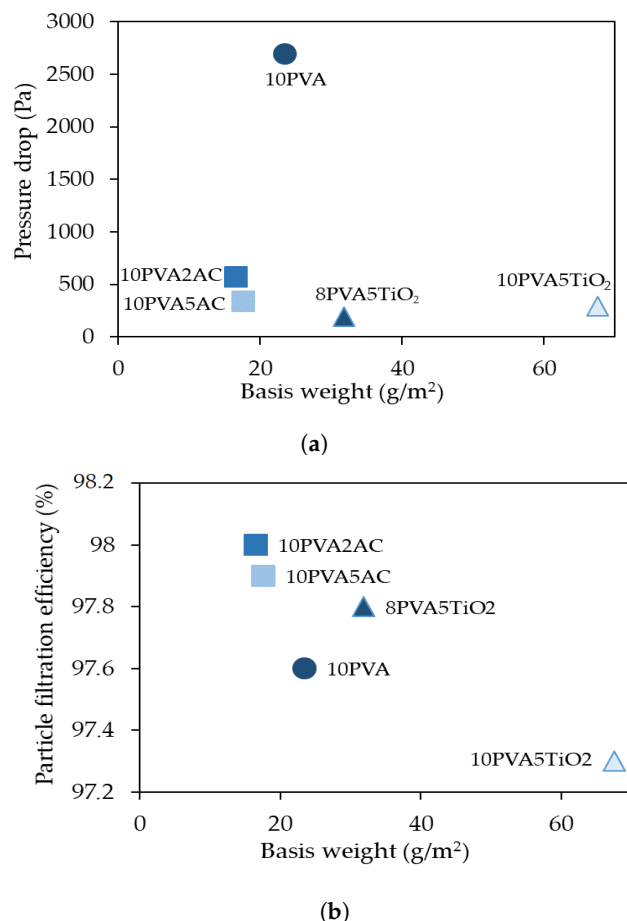 3000
2500
2000
1500
1000
500
0
Pressure drop (Pa)
10PVA
10PVA2AC
10PVA5AC
8PVA5TiO₂
10PVA5TiO₂
0 20 40 60
Basis weight (g/m²)
(a)
98.2
98
97.8
97.6
97.4
97.2
Particle filtration efficiency (%)
10PVA2AC
10PVA5AC
8PVA5TiO2
10PVA
10PVA5TiO2
0 20 40 60
Basis weight (g/m²)
(b)